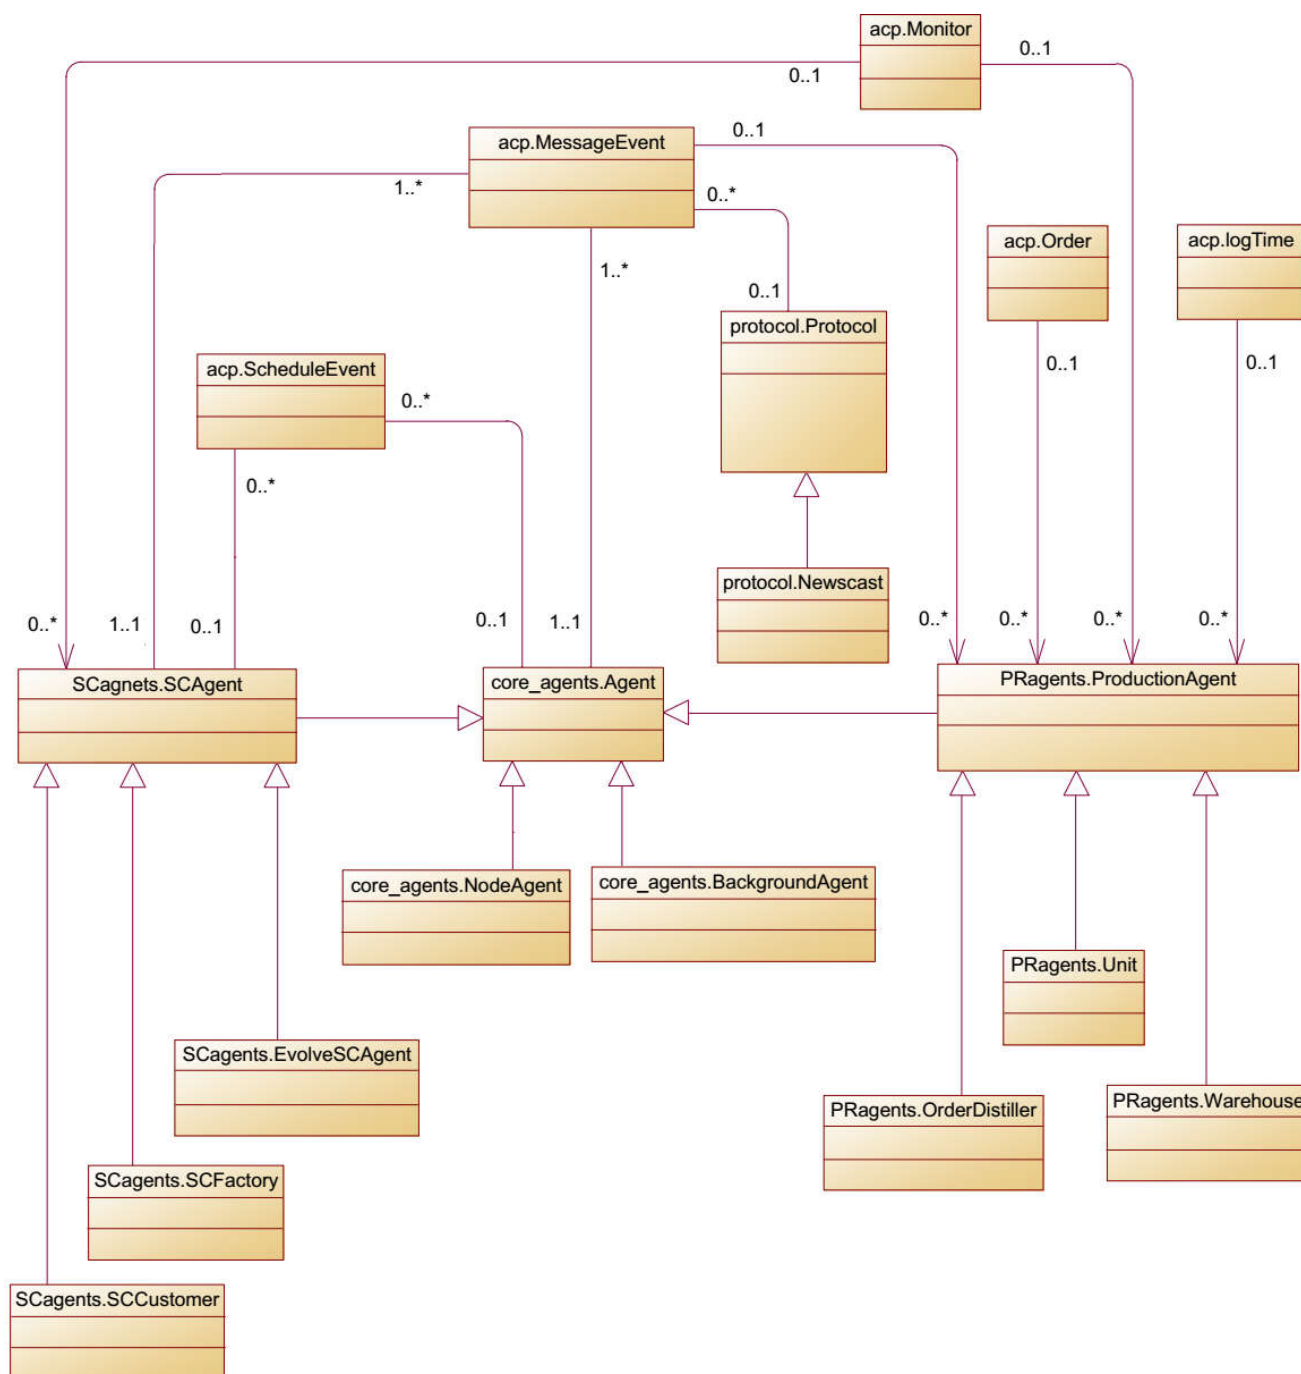 acp.Monitor
0..1
0..1
acp.MessageEvent
0..1
1..*
0..*
acp.Order
acp.logTime
1..*
0..1
protocol.Protocol
acp.ScheduleEvent
0..1
0..1
0..*
0..*
protocol.Newscast
0..*
1..1
0..1
0..1
1..1
0..*
0..*
0..*
0..*
SCagnets.SCAgent
core_agents.Agent
PRagents.ProductionAgent
core_agents.NodeAgent
core_agents.BackgroundAgent
PRagents.Unit
SCagents.EvolveSCAgent
PRagents.OrderDistiller
PRagents.Warehouse
SCagents.SCFactory
SCagents.SCCustomer